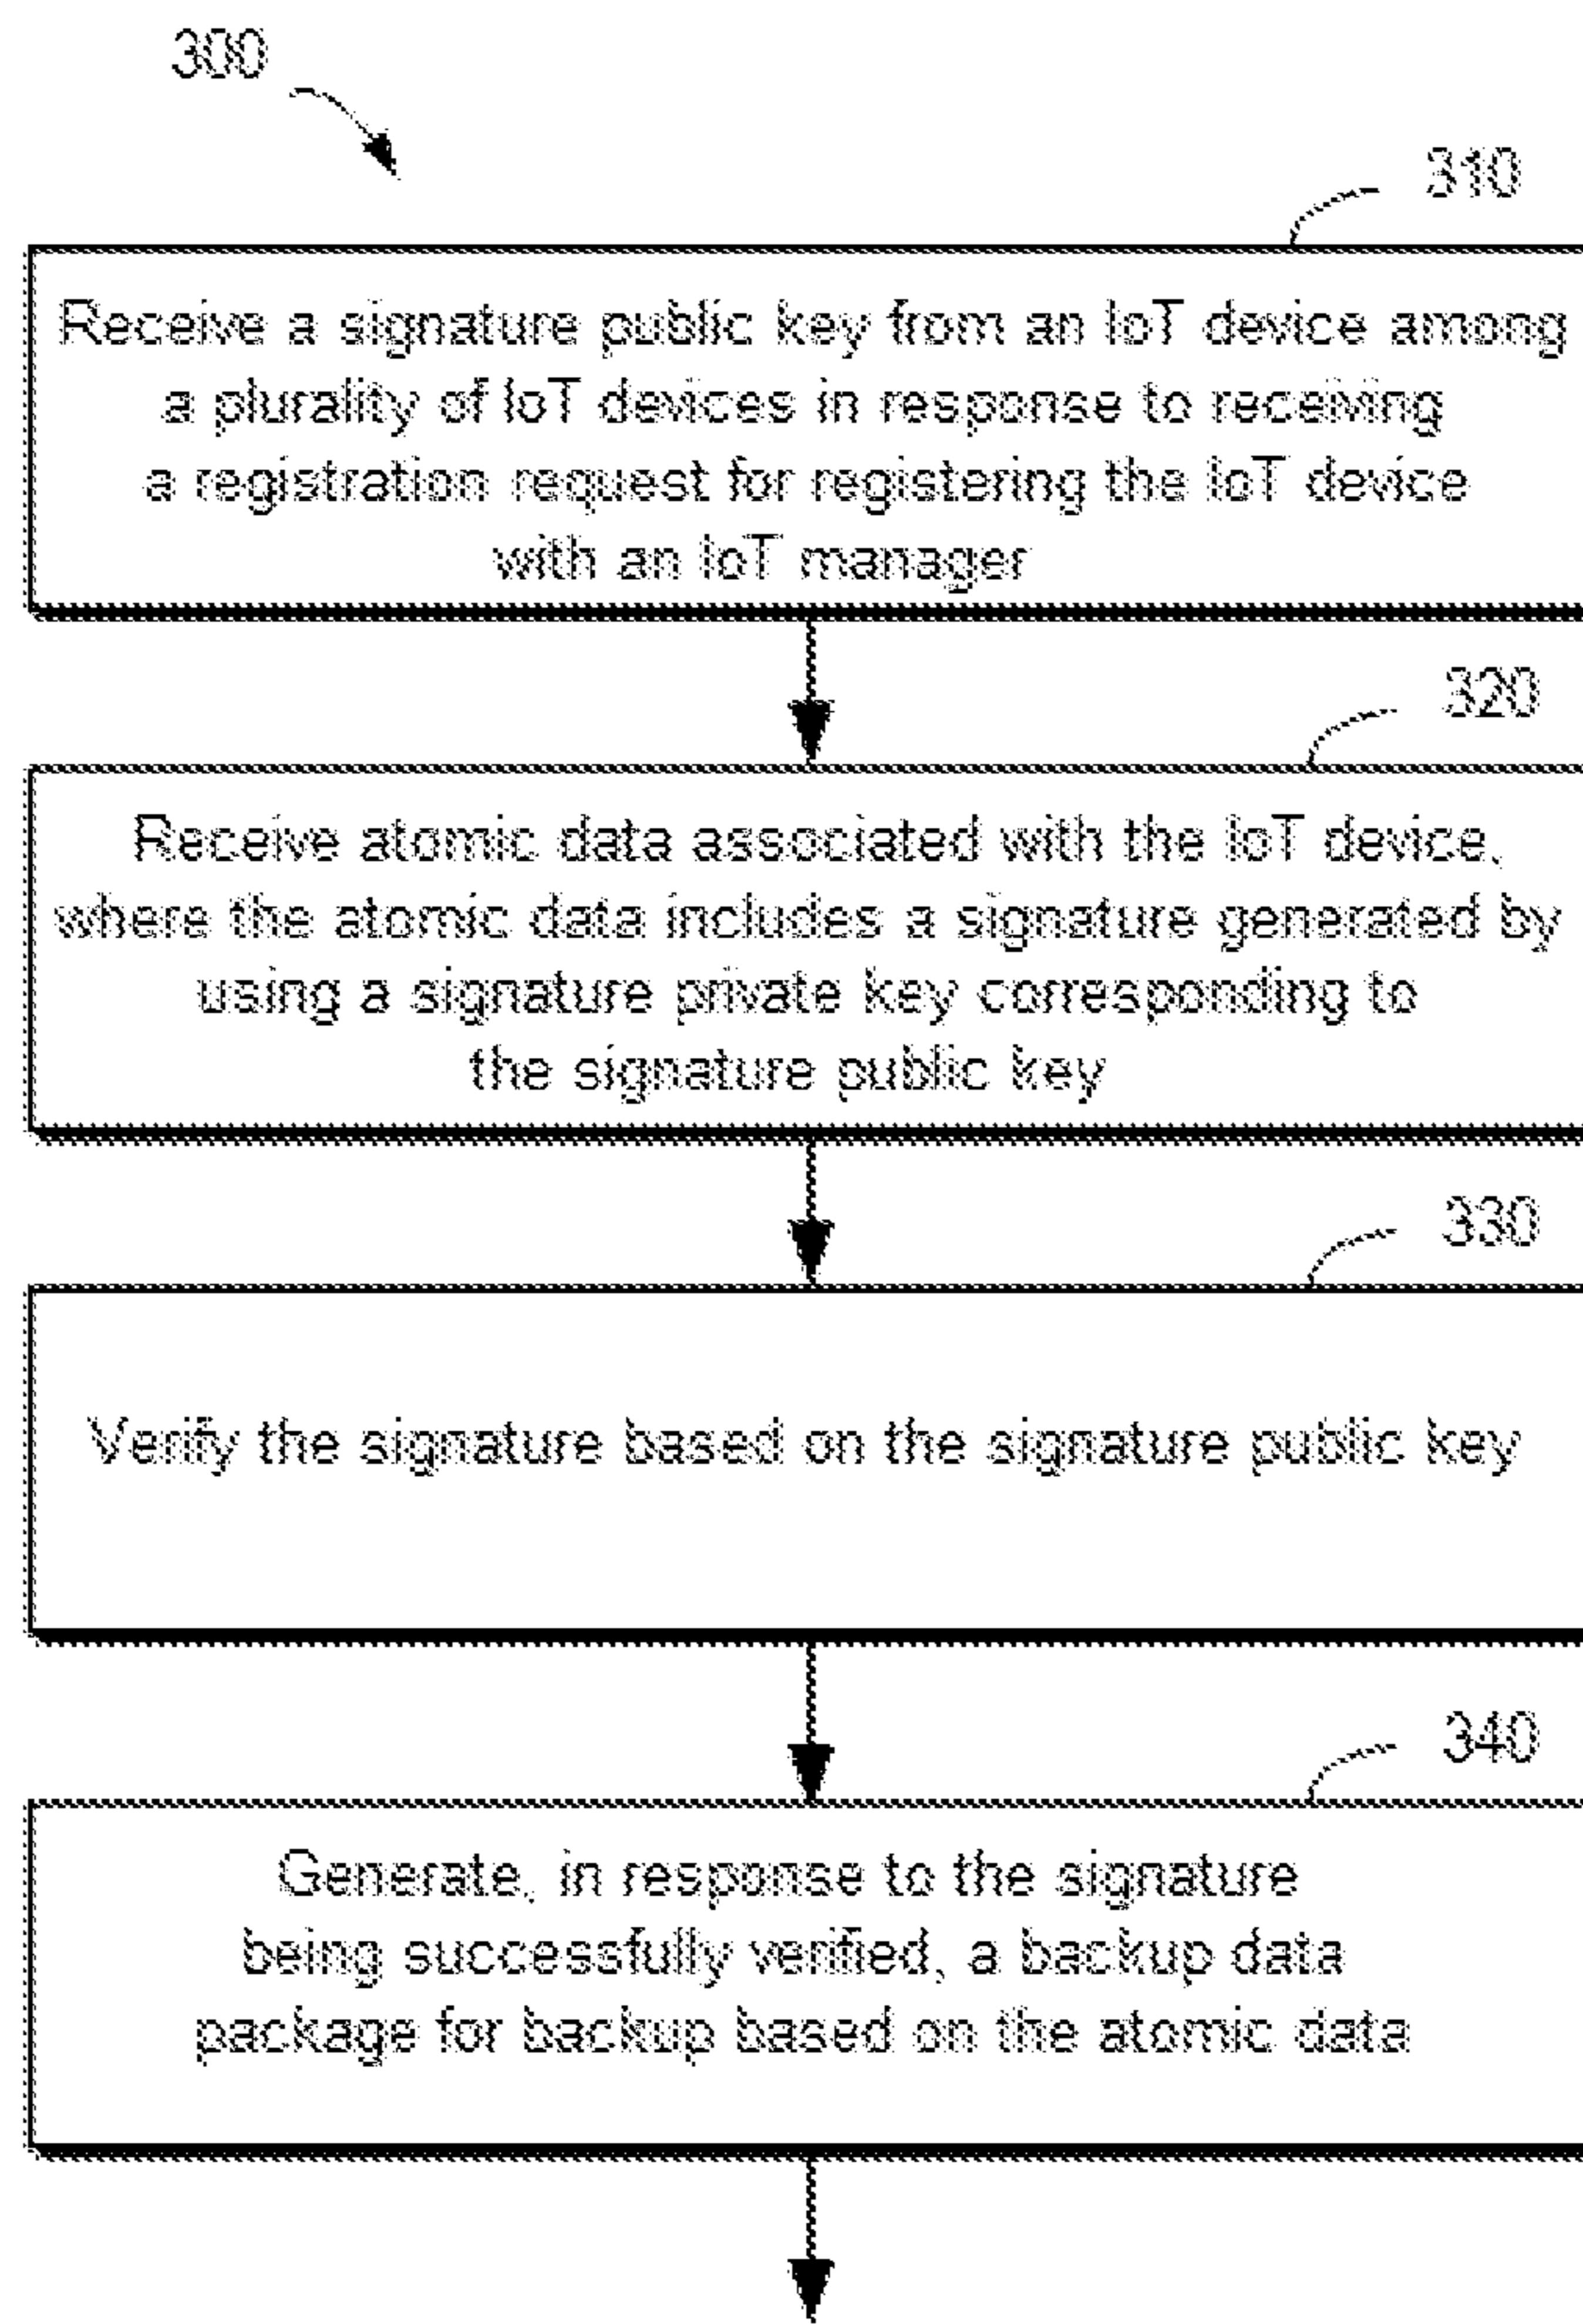 300
310
Receive a signature public key from an IoT device among
a plurality of IoT devices in response to receiving
a registration request for registering the IoT device
with an IoT manager
320
Receive atomic data associated with the IoT device,
where the atomic data includes a signature generated by
using a signature private key corresponding to
the signature public key
330
Verify the signature based on the signature public key
340
Generate, in response to the signature
being successfully verified, a backup data
package for backup based on the atomic data